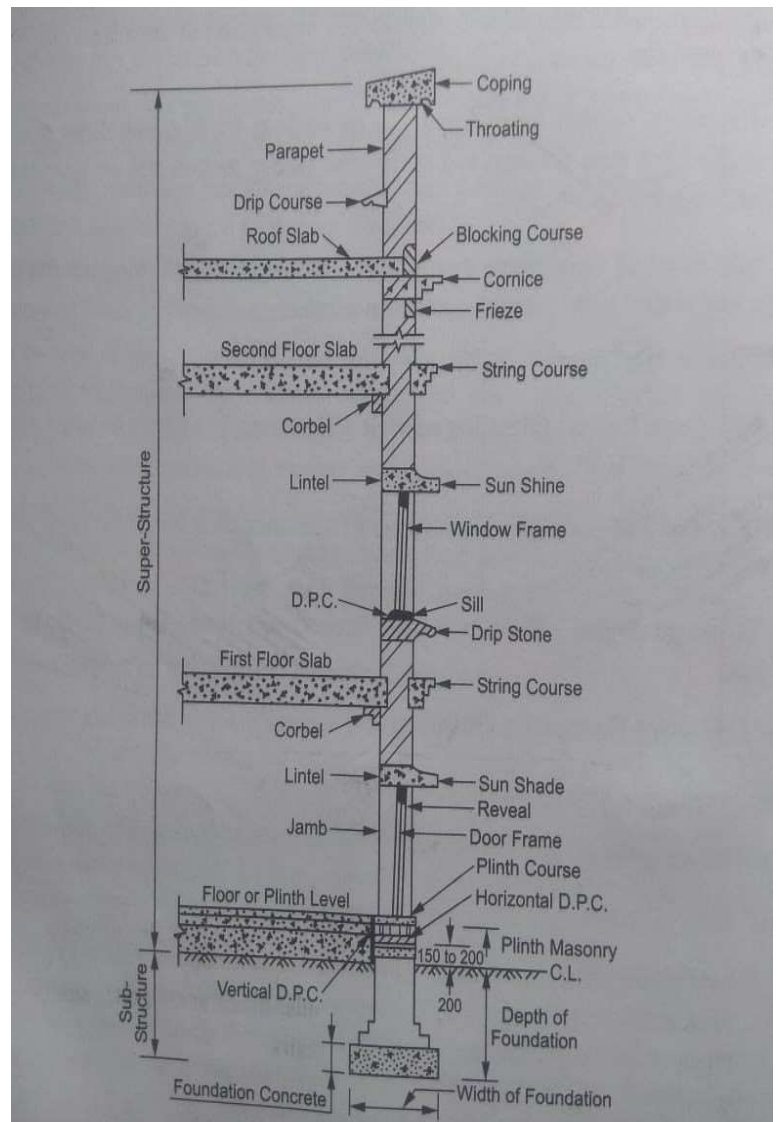 Coping
Throating
Parapet
Drip Course
Roof Slab
Blocking Course
Cornice
Frieze
Second Floor Slab
String Course
Corbel
Lintel
Sun Shine
Window Frame
D.P.C.
Sill
Drip Stone
First Floor Slab
String Course
Corbel
Lintel
Sun Shade
Reveal
Jamb
Door Frame
Plinth Course
Floor or Plinth Level
Horizontal D.P.C.
Plinth Masonry
150 to 200
C.L.
Vertical D.P.C.
200
Depth of
Foundation
Foundation Concrete
Width of Foundation
Super-Structure
Sub-
Structure